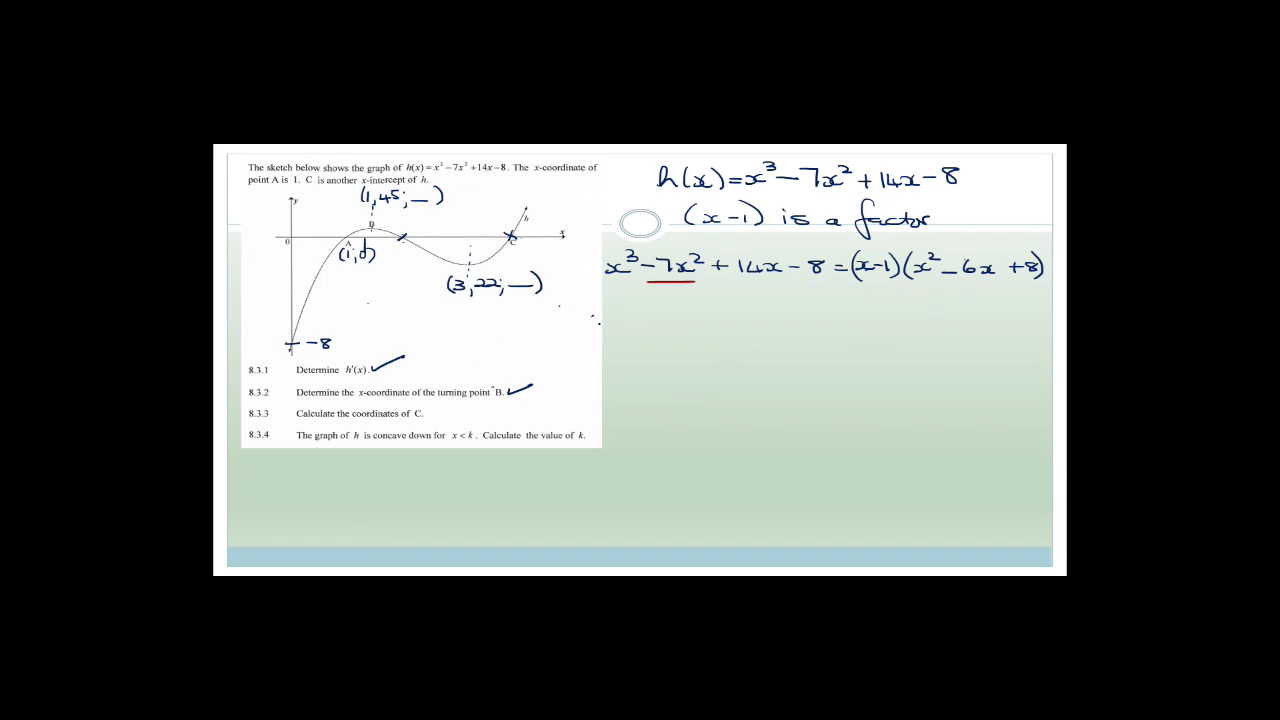 The sketch below shows the graph of h(x) = x³ − 7x² + 14x − 8. The x-coordinate of
point A is 1. C is another x-intercept of h.
(1,45; _ )
y
h
B
0
A
C
x
(1;0)
(3,22; _ )
-8
8.3.1 Determine h'(x).
8.3.2 Determine the x-coordinate of the turning point B.
8.3.3 Calculate the coordinates of C.
8.3.4 The graph of h is concave down for x < k. Calculate the value of k.
h(x) = x³ − 7x² + 14x − 8
(x−1) is a factor
x³ − 7x² + 14x − 8 = (x−1)(x² − 6x + 8)